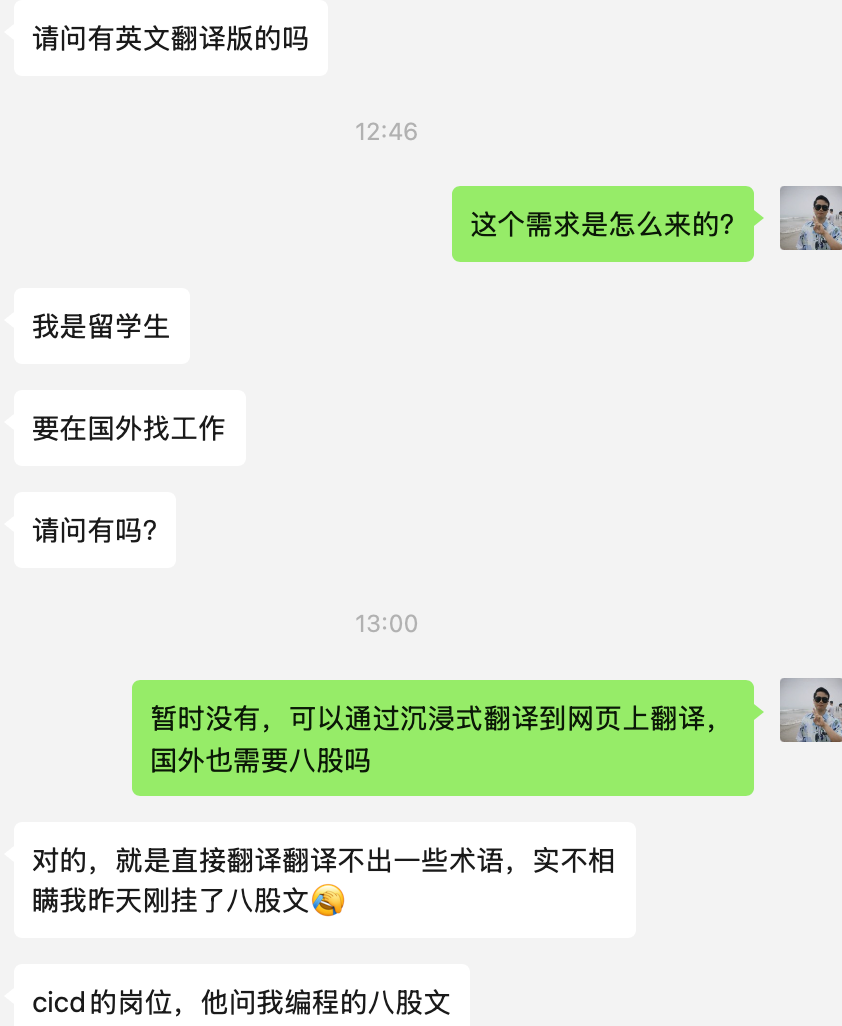 请问有英文翻译版的吗
12:46
这个需求是怎么来的?
我是留学生
要在国外找工作
请问有吗?
13:00
暂时没有，可以通过沉浸式翻译到网页上翻译，
国外也需要八股吗
对的，就是直接翻译翻译不出一些术语，实不相
瞒我昨天刚挂了八股文🤣
cicd的岗位，他问我编程的八股文